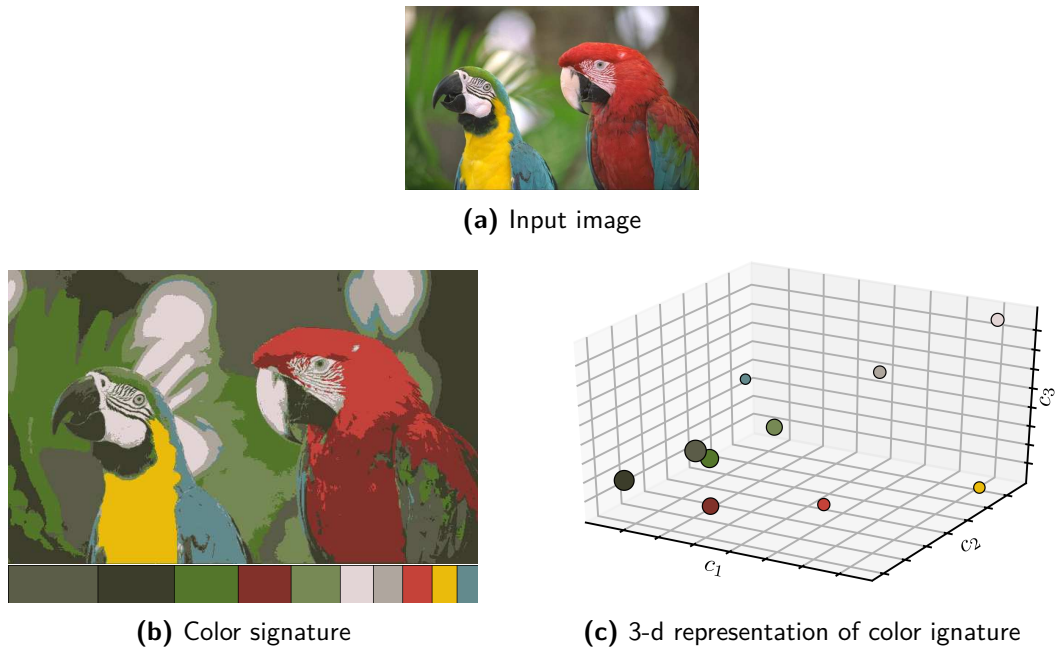 (a) Input image
c3
c2
c1
(b) Color signature
(c) 3-d representation of color ignature